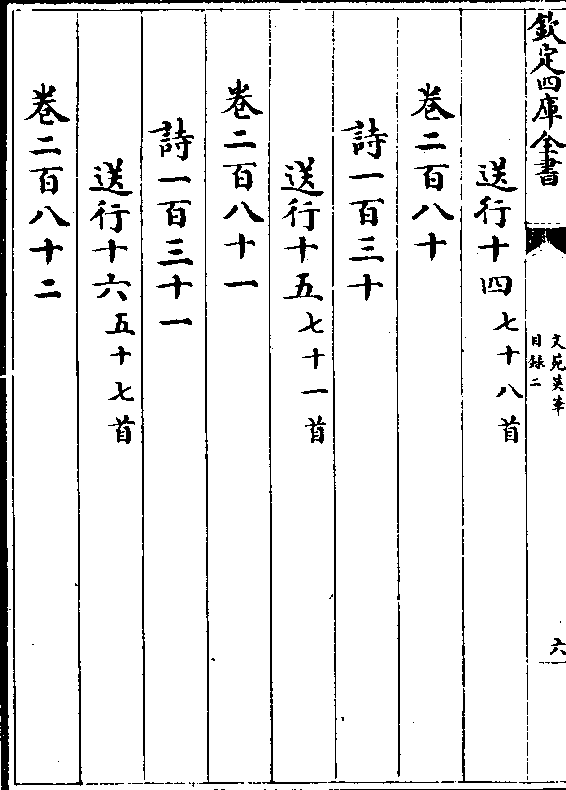 欽定四庫全書
文苑英華
目録二
六
送行十四七十八首
卷二百八十
詩一百三十
送行十五七十一首
卷二百八十一
詩一百三十一
送行十六五十七首
卷二百八十二